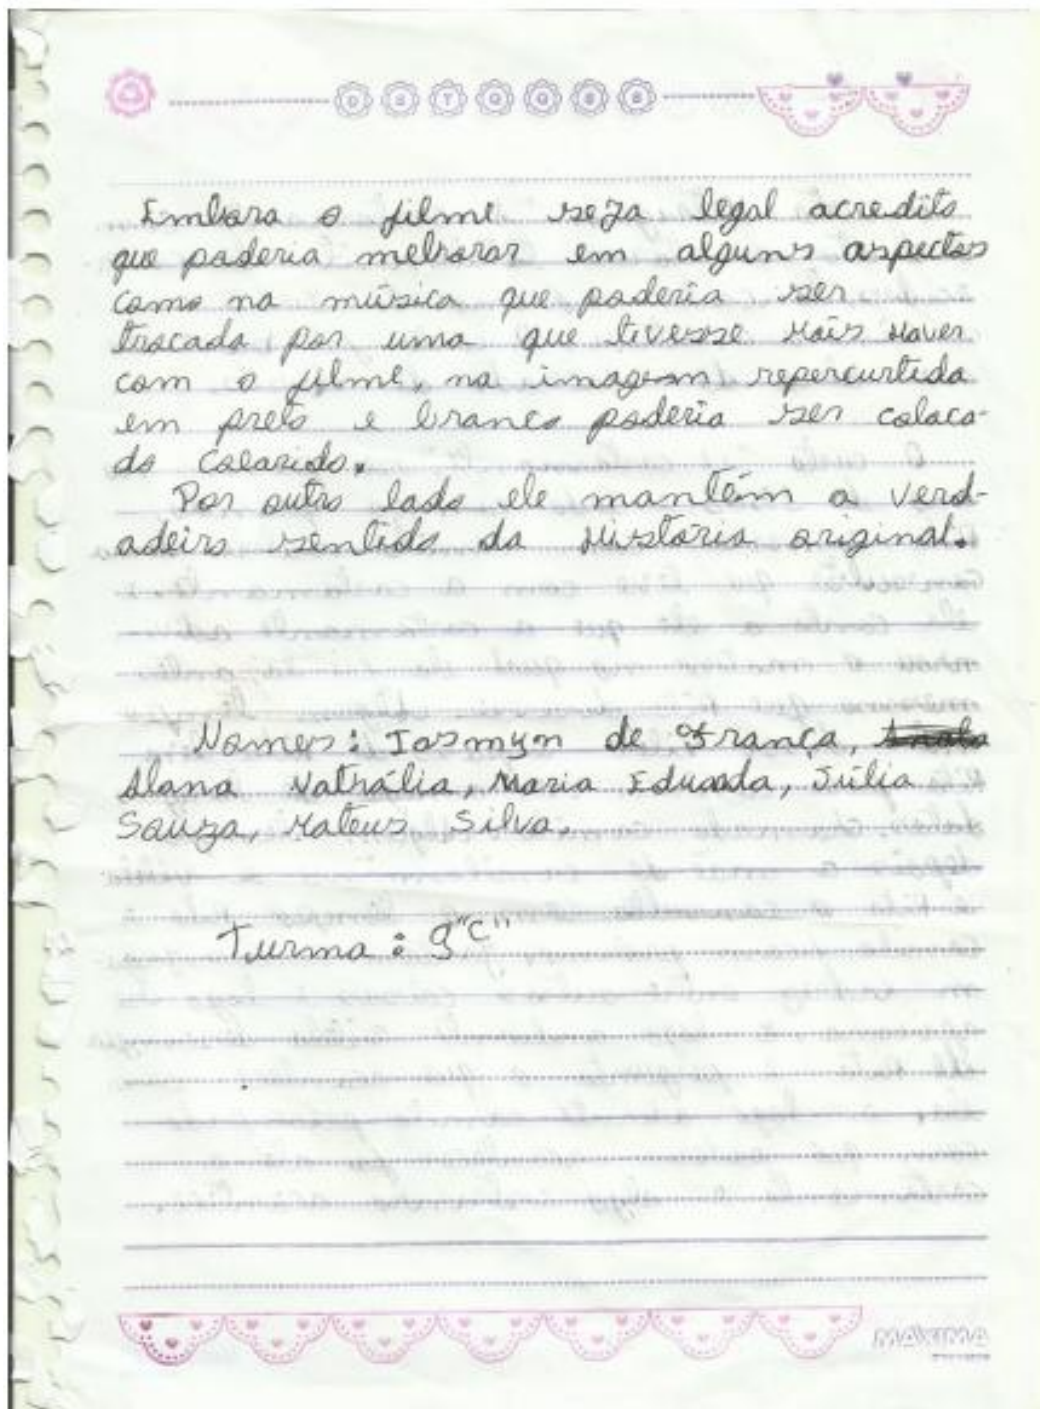 D S T Q Q S S
Embora o filme seja legal acredito
que poderia melhorar em alguns aspectos
como na música que poderia ser
trocada por uma que tivesse mais haver
com o filme, na imagem repercurtida
em preto e branco poderia ser coloca-
do colorido.
Por outro lado ele mantém o verd-
adeiro sentido da história original.
Nomes: Iasmyn de França,
Alana Nathália, Maria Eduarda, Júlia
Souza, Mateus Silva.
Turma: 9"C"
MAXIMA